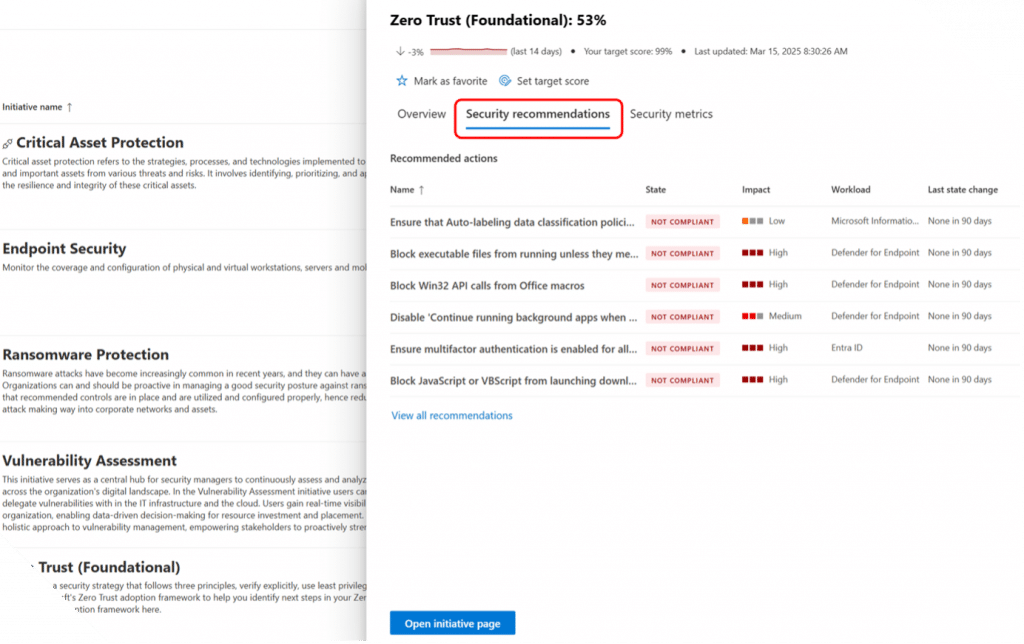 Initiative name ↑
Critical Asset Protection
Critical asset protection refers to the strategies, processes, and technologies implemented to
and important assets from various threats and risks. It involves identifying, prioritizing, and
the resilience and integrity of these critical assets.
Endpoint Security
Monitor the coverage and configuration of physical and virtual workstations, servers and
Ransomware Protection
Ransomware attacks have become increasingly common in recent years, and they can have a
Organizations can and should be proactive in managing a good security posture against
that recommended controls are in place and are utilized and configured properly, hence
attack making way into corporate networks and assets.
Vulnerability Assessment
This initiative serves as a central hub for security managers to continuously assess and
across the organization's digital landscape. In the Vulnerability Assessment initiative users
delegate vulnerabilities with in the IT infrastructure and the cloud. Users gain real-time
organization, enabling data-driven decision-making for resource investment and placement.
holistic approach to vulnerability management, empowering stakeholders to proactively
Trust (Foundational)
a security strategy that follows three principles, verify explicitly, use least
Zero Trust adoption framework to help you identify next steps in your
framework here.
Zero Trust (Foundational): 53%
↓ -3% (last 14 days) • Your target score: 99% • Last updated: Mar 15, 2025 8:30:26 AM
Mark as favorite Set target score
Overview Security recommendations Security metrics
Recommended actions
Name ↑ State Impact Workload Last state change
Ensure that Auto-labeling data classification polici... NOT COMPLIANT Low Microsoft Informatio... None in 90 days
Block executable files from running unless they me... NOT COMPLIANT High Defender for Endpoint None in 90 days
Block Win32 API calls from Office macros NOT COMPLIANT High Defender for Endpoint None in 90 days
Disable 'Continue running background apps when ... NOT COMPLIANT Medium Defender for Endpoint None in 90 days
Ensure multifactor authentication is enabled for all... NOT COMPLIANT High Entra ID None in 90 days
Block JavaScript or VBScript from launching downl... NOT COMPLIANT High Defender for Endpoint None in 90 days
View all recommendations
Open initiative page